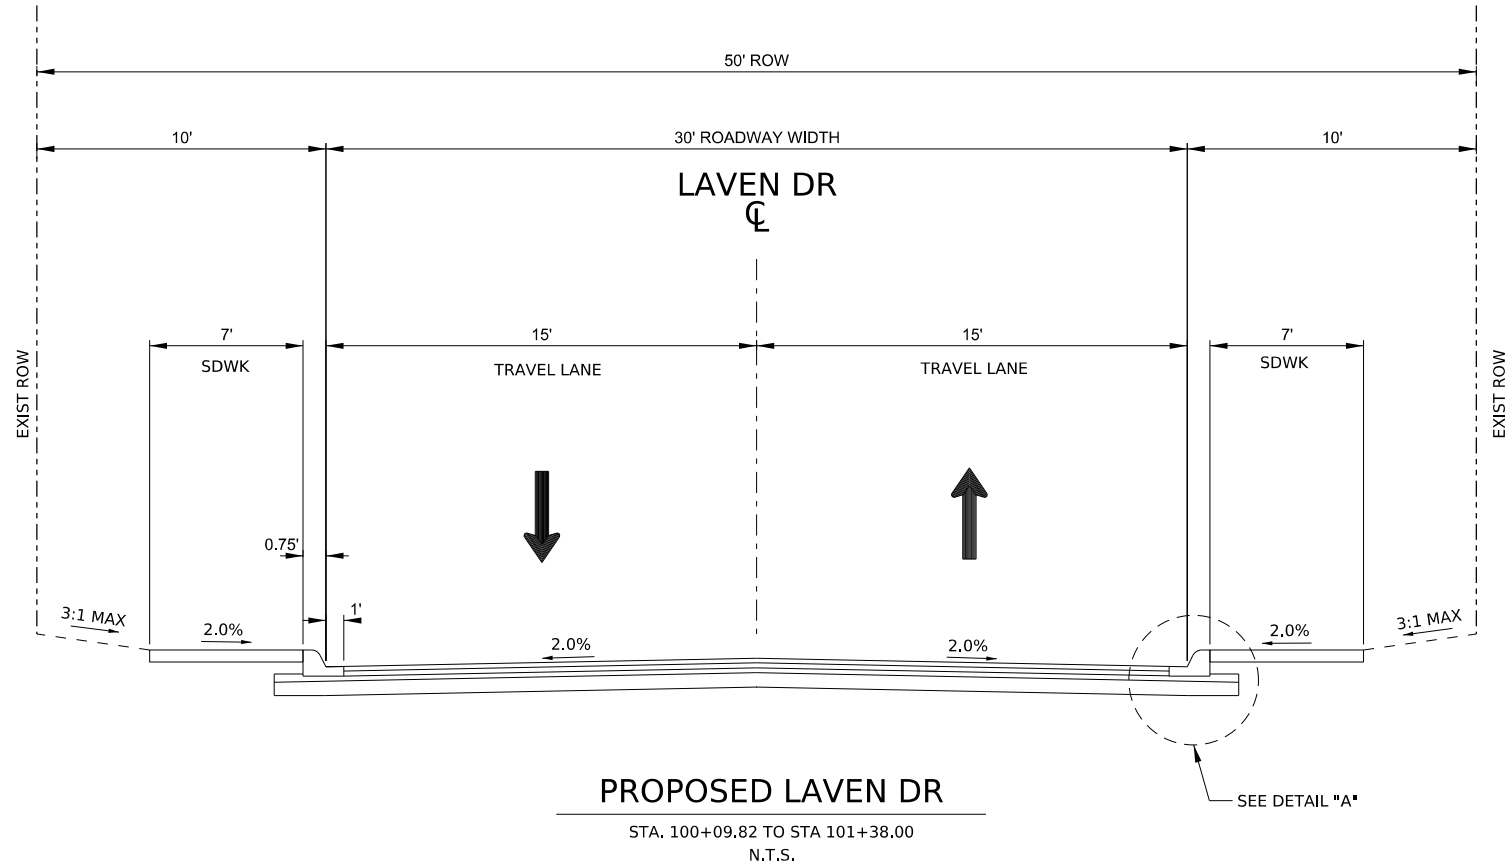 50' ROW
10'
30' ROADWAY WIDTH
10'
LAVEN DR
℄
7'
15'
15'
7'
SDWK
TRAVEL LANE
TRAVEL LANE
SDWK
EXIST ROW
EXIST ROW
0.75'
1'
3:1 MAX
2.0%
2.0%
2.0%
2.0%
3:1 MAX
PROPOSED LAVEN DR
SEE DETAIL "A"
STA. 100+09.82 TO STA 101+38.00
N.T.S.